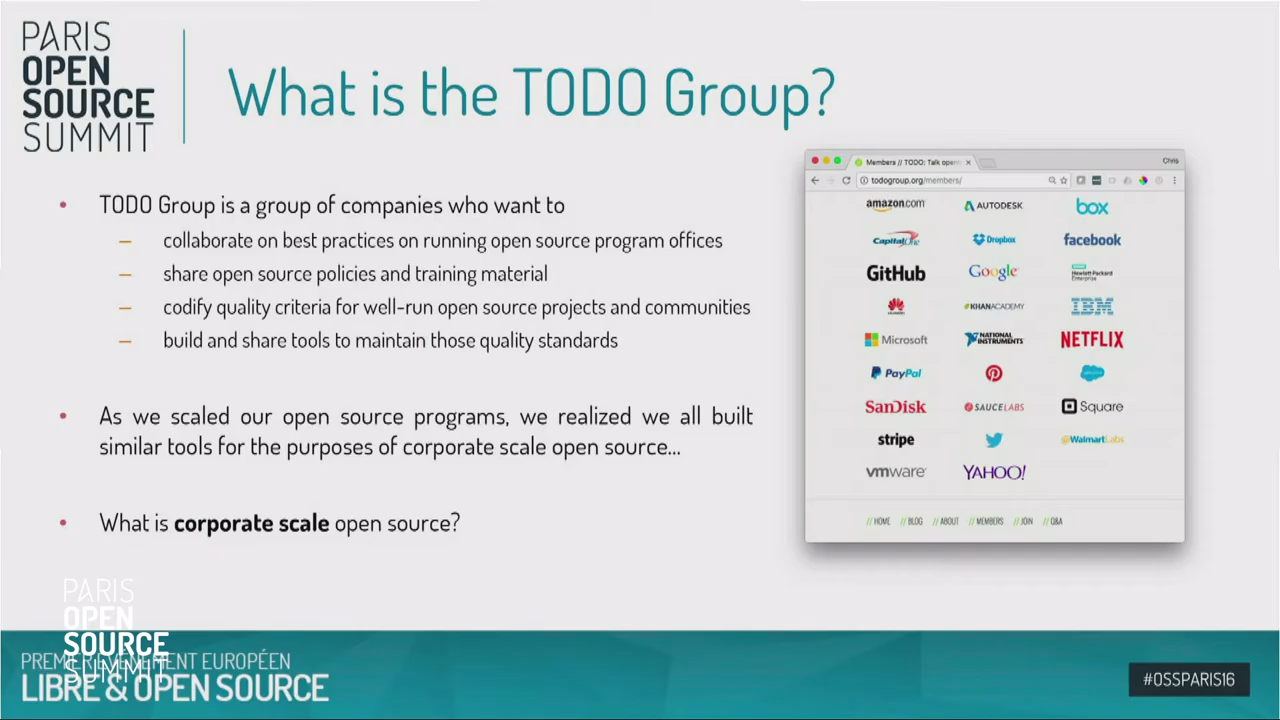 PARIS
OPEN
SOURCE
SUMMIT
What is the TODO Group?
• TODO Group is a group of companies who want to
– collaborate on best practices on running open source program offices
– share open source policies and training material
– codify quality criteria for well-run open source projects and communities
– build and share tools to maintain those quality standards
• As we scaled our open source programs, we realized we all built
similar tools for the purposes of corporate scale open source...
• What is corporate scale open source?
Members // TODO: Talk open
Chris
todogroup.org/members/
amazon.com AUTODESK box
Capital One Dropbox facebook
GitHub Google Hewlett Packard
Enterprise
HUAWEI #KHANACADEMY IBM
Microsoft NATIONAL
INSTRUMENTS NETFLIX
PayPal
SanDisk SAUCELABS Square
stripe @WalmartLabs
vmware YAHOO!
// HOME // BLOG // ABOUT // MEMBERS // JOIN // Q&A
PARIS
OPEN
SOURCE
SUMMIT
PREMIER ÉVÉNEMENT EUROPÉEN
LIBRE & OPEN SOURCE
#OSSPARIS16